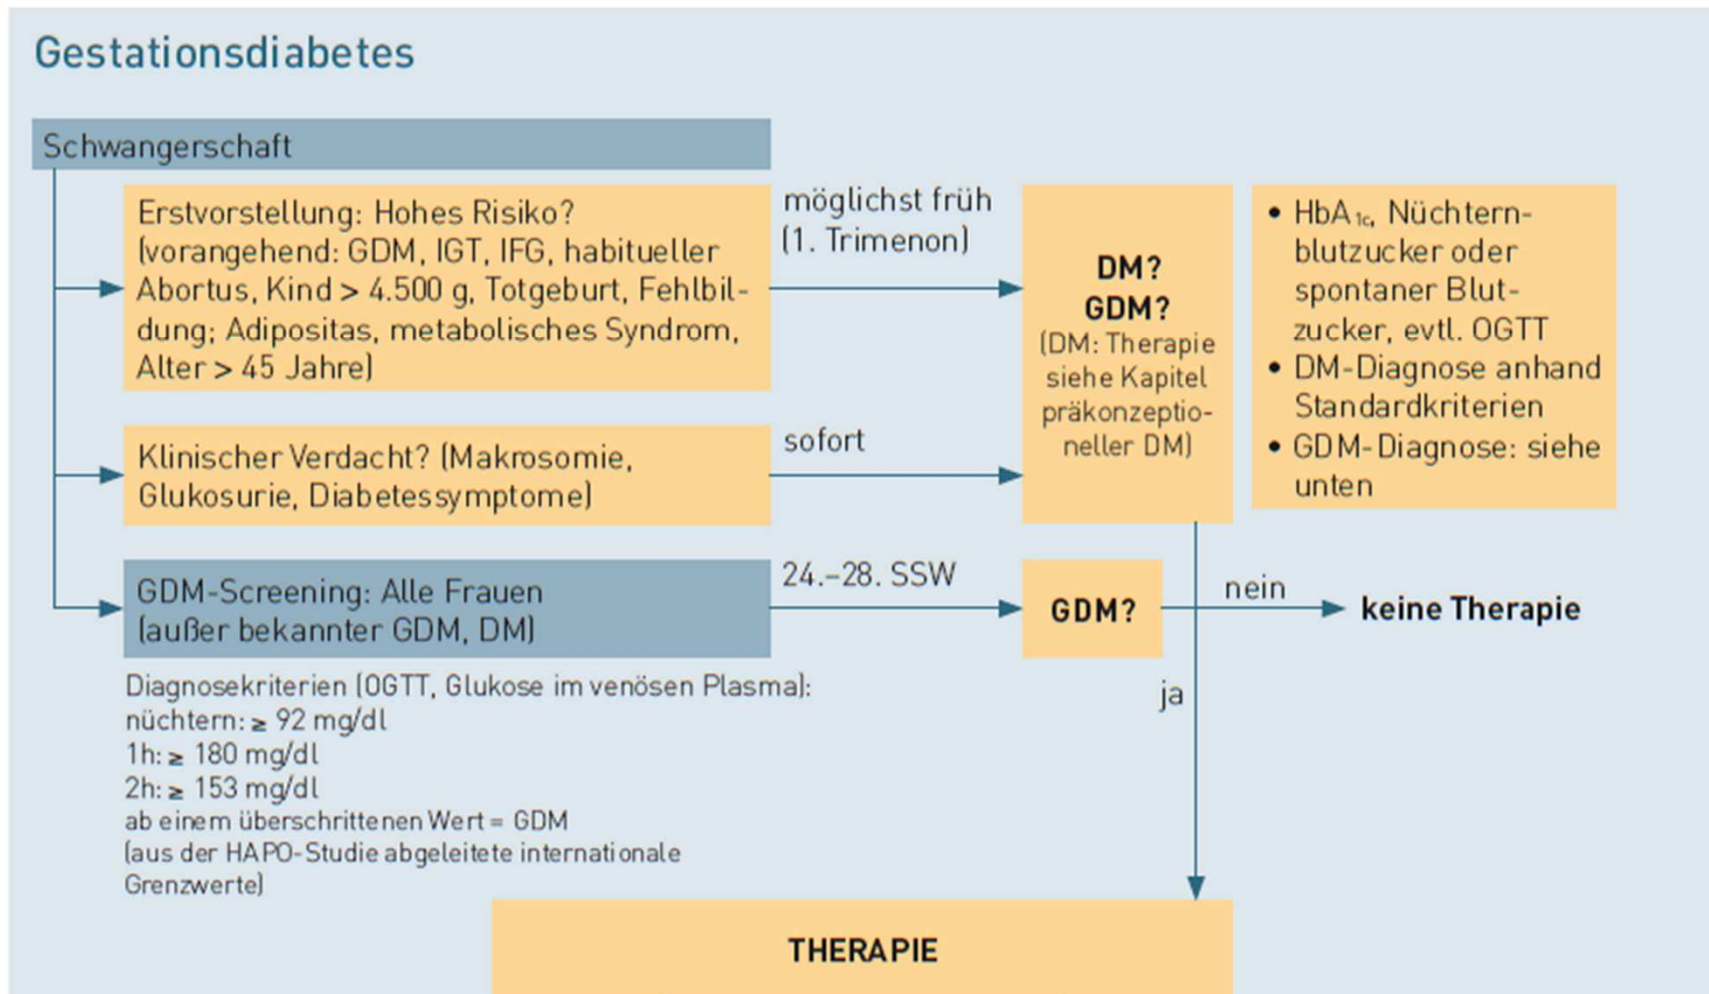 Gestationsdiabetes
Schwangerschaft
Erstvorstellung: Hohes Risiko?
(vorangehend: GDM, IGT, IFG, habitueller
Abortus, Kind > 4.500 g, Totgeburt, Fehlbil-
dung; Adipositas, metabolisches Syndrom,
Alter > 45 Jahre)
möglichst früh
(1. Trimenon)
DM?
GDM?
(DM: Therapie
siehe Kapitel
präkonzeptio-
neller DM)
• HbA1c, Nüchtern-
blutzucker oder
spontaner Blut-
zucker, evtl. OGTT
• DM-Diagnose anhand
Standardkriterien
• GDM-Diagnose: siehe
unten
Klinischer Verdacht? (Makrosomie,
Glukosurie, Diabetessymptome)
sofort
GDM-Screening: Alle Frauen
(außer bekannter GDM, DM)
24.–28. SSW
GDM?
nein
keine Therapie
ja
Diagnosekriterien (OGTT, Glukose im venösen Plasma):
nüchtern: ≥ 92 mg/dl
1h: ≥ 180 mg/dl
2h: ≥ 153 mg/dl
ab einem überschrittenen Wert = GDM
(aus der HAPO-Studie abgeleitete internationale
Grenzwerte)
THERAPIE